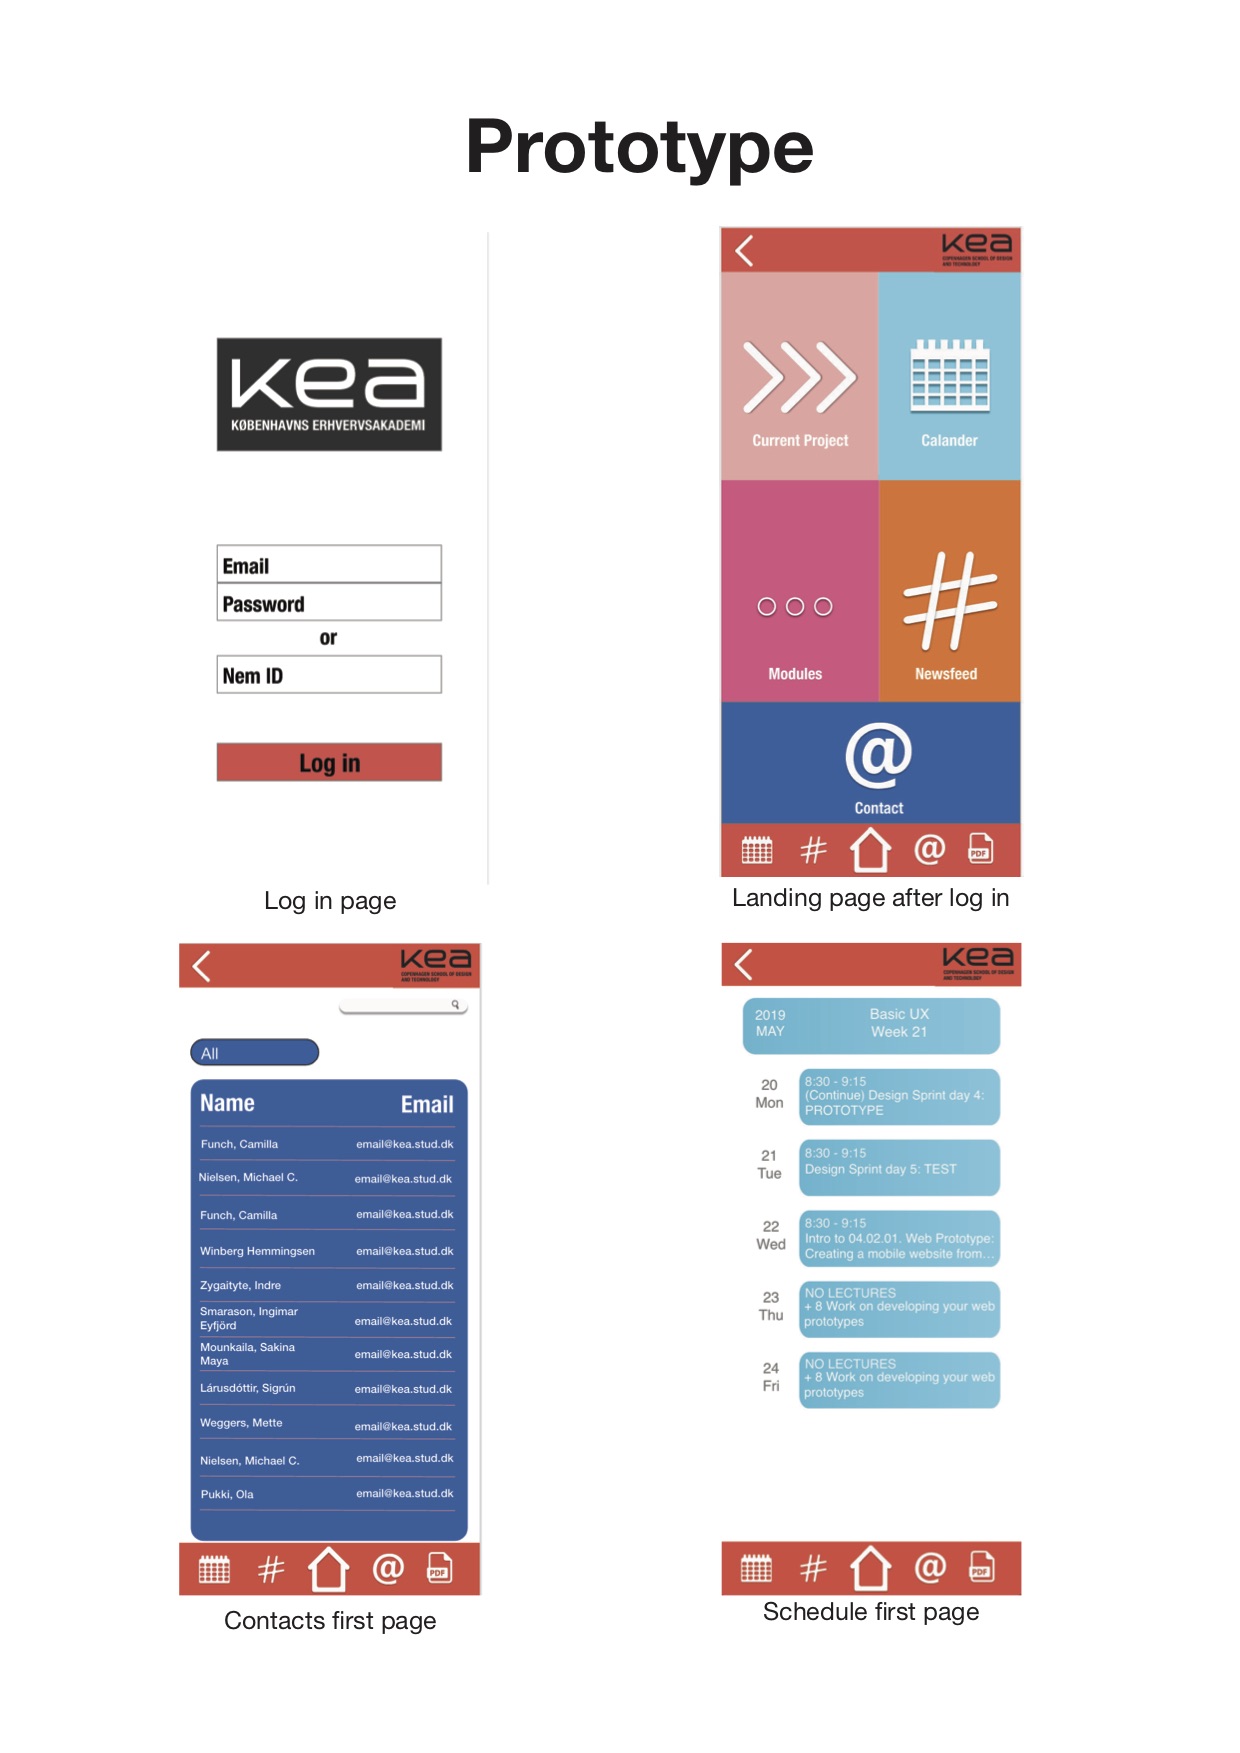 Prototype
kea
KØBENHAVNS ERHVERVSAKADEMI
Email
Password
or
Nem ID
Log in
Log in page
kea
COPENHAGEN SCHOOL OF DESIGN
AND TECHNOLOGY
Current Project
Calander
Modules
Newsfeed
@
Contact
# @ PDF
Landing page after log in
kea
COPENHAGEN SCHOOL OF DESIGN
AND TECHNOLOGY
All
Name Email
Funch, Camilla email@kea.stud.dk
Nielsen, Michael C. email@kea.stud.dk
Funch, Camilla email@kea.stud.dk
Winberg Hemmingsen email@kea.stud.dk
Zygaityte, Indre email@kea.stud.dk
Smarason, Ingimar
Eyfjörd email@kea.stud.dk
Mounkaila, Sakina
Maya email@kea.stud.dk
Lárusdóttir, Sigrún email@kea.stud.dk
Weggers, Mette email@kea.stud.dk
Nielsen, Michael C. email@kea.stud.dk
Pukki, Ola email@kea.stud.dk
# @ PDF
Contacts first page
kea
COPENHAGEN SCHOOL OF DESIGN
AND TECHNOLOGY
2019 Basic UX
MAY Week 21
20
Mon
8:30 - 9:15
(Continue) Design Sprint day 4:
PROTOTYPE
21
Tue
8:30 - 9:15
Design Sprint day 5: TEST
22
Wed
8:30 - 9:15
Intro to 04.02.01. Web Prototype:
Creating a mobile website from...
23
Thu
NO LECTURES
+ 8 Work on developing your web
prototypes
24
Fri
NO LECTURES
+ 8 Work on developing your web
prototypes
# @ PDF
Schedule first page